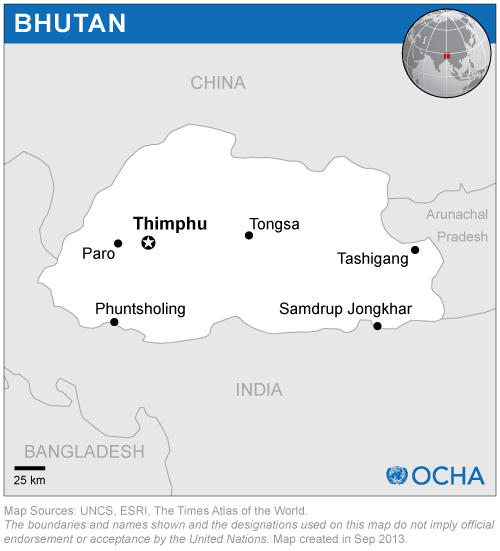 BHUTAN
CHINA
Arunachal
Pradesh
Thimphu
Tongsa
Paro
Tashigang
Phuntsholing
Samdrup Jongkhar
INDIA
BANGLADESH
25 km
OCHA
Map Sources: UNCS, ESRI, The Times Atlas of the World.
The boundaries and names shown and the designations used on this map do not imply official
endorsement or acceptance by the United Nations. Map created in Sep 2013.